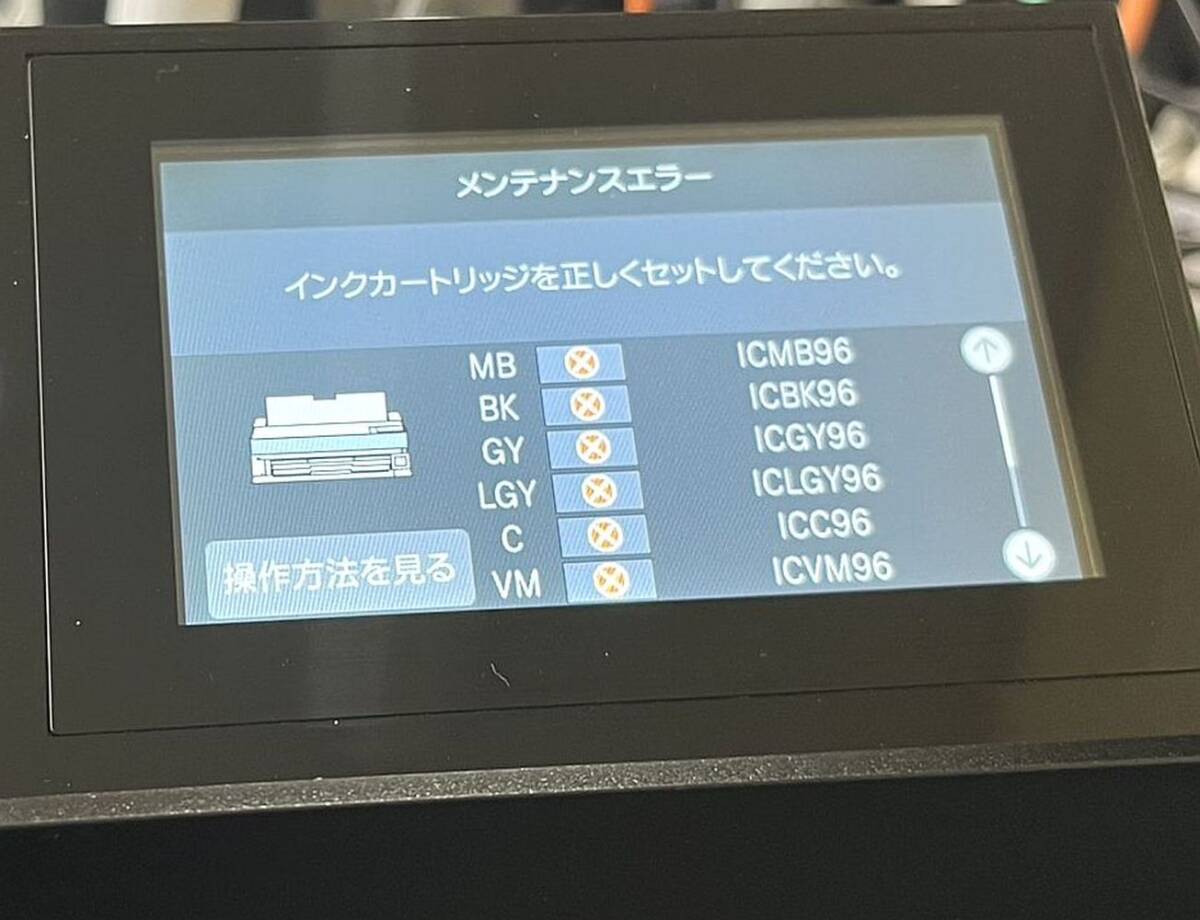 メンテナンスエラー
インクカートリッジを正しくセットしてください。
MB ICMB96
BK ICBK96
GY ICGY96
LGY ICLGY96
C ICC96
VM ICVM96
操作方法を見る